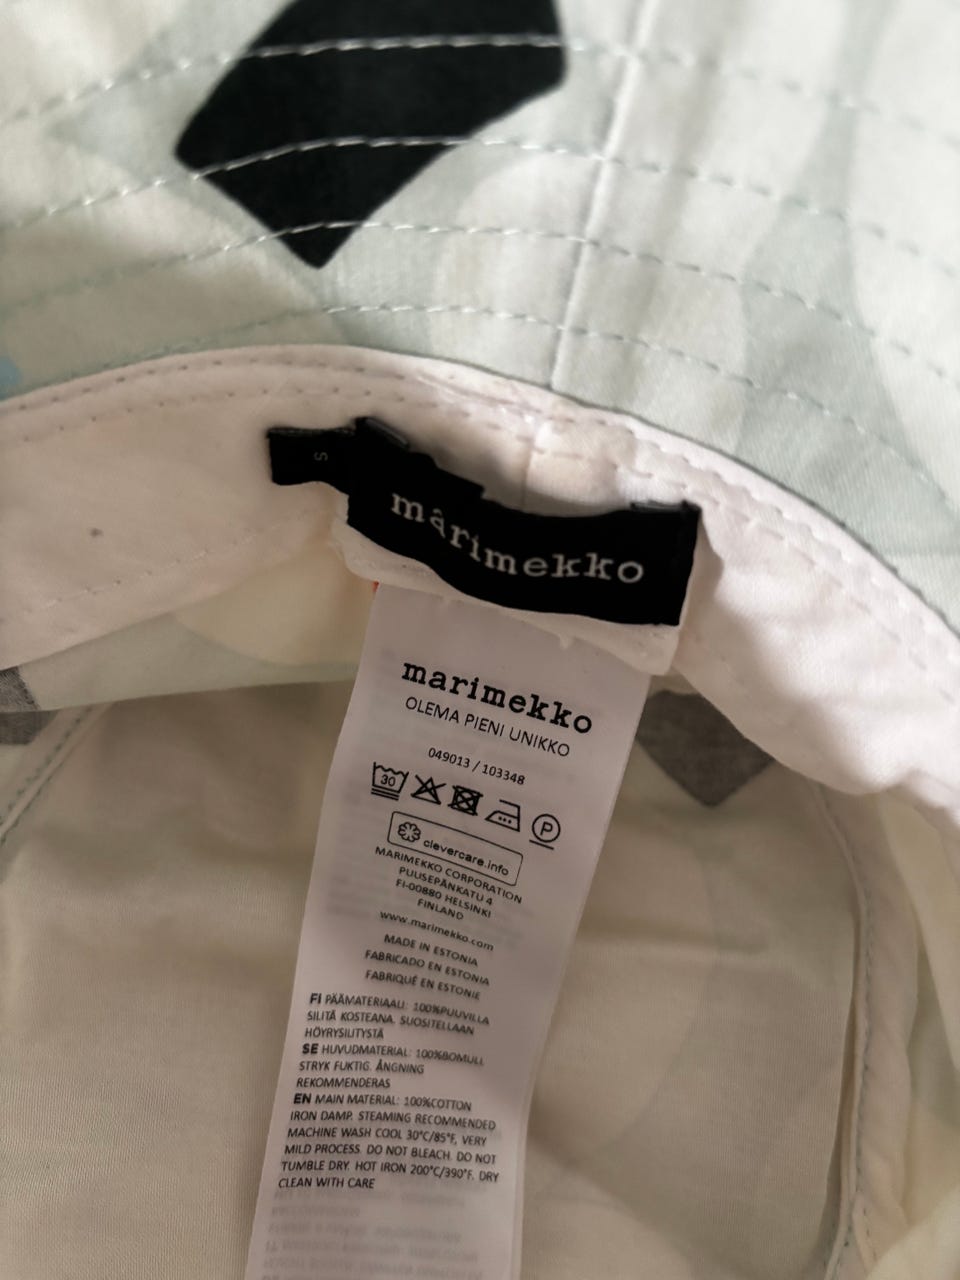 S
marimekko
marimekko
OLEMA PIENI UNIKKO
049013 / 103348
30
P
clevercare.info
MARIMEKKO CORPORATION
PUUSEPÄNKATU 4
FI-00880 HELSINKI
FINLAND
www.marimekko.com
MADE IN ESTONIA
FABRICADO EN ESTONIA
FABRIQUÉ EN ESTONIE
FI PÄÄMATERIAALI: 100%PUUVILLA
SILITÄ KOSTEANA. SUOSITELLAAN
HÖYRYSILITYSTÄ
SE HUVUDMATERIAL: 100%BOMULL
STRYK FUKTIG. ÅNGNING
REKOMMENDERAS
EN MAIN MATERIAL: 100%COTTON
IRON DAMP. STEAMING RECOMMENDED
MACHINE WASH COOL 30°C/85°F, VERY
MILD PROCESS. DO NOT BLEACH. DO NOT
TUMBLE DRY. HOT IRON 200°C/390°F. DRY
CLEAN WITH CARE